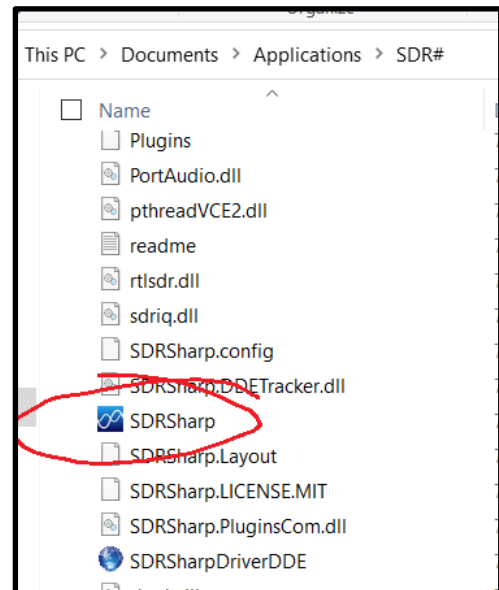 Organize
This PC > Documents > Applications > SDR#
Name
Plugins
PortAudio.dll
pthreadVCE2.dll
readme
rtlsdr.dll
sdriq.dll
SDRSharp.config
SDRSharp.DDETracker.dll
SDRSharp
SDRSharp.Layout
SDRSharp.LICENSE.MIT
SDRSharp.PluginsCom.dll
SDRSharpDriverDDE